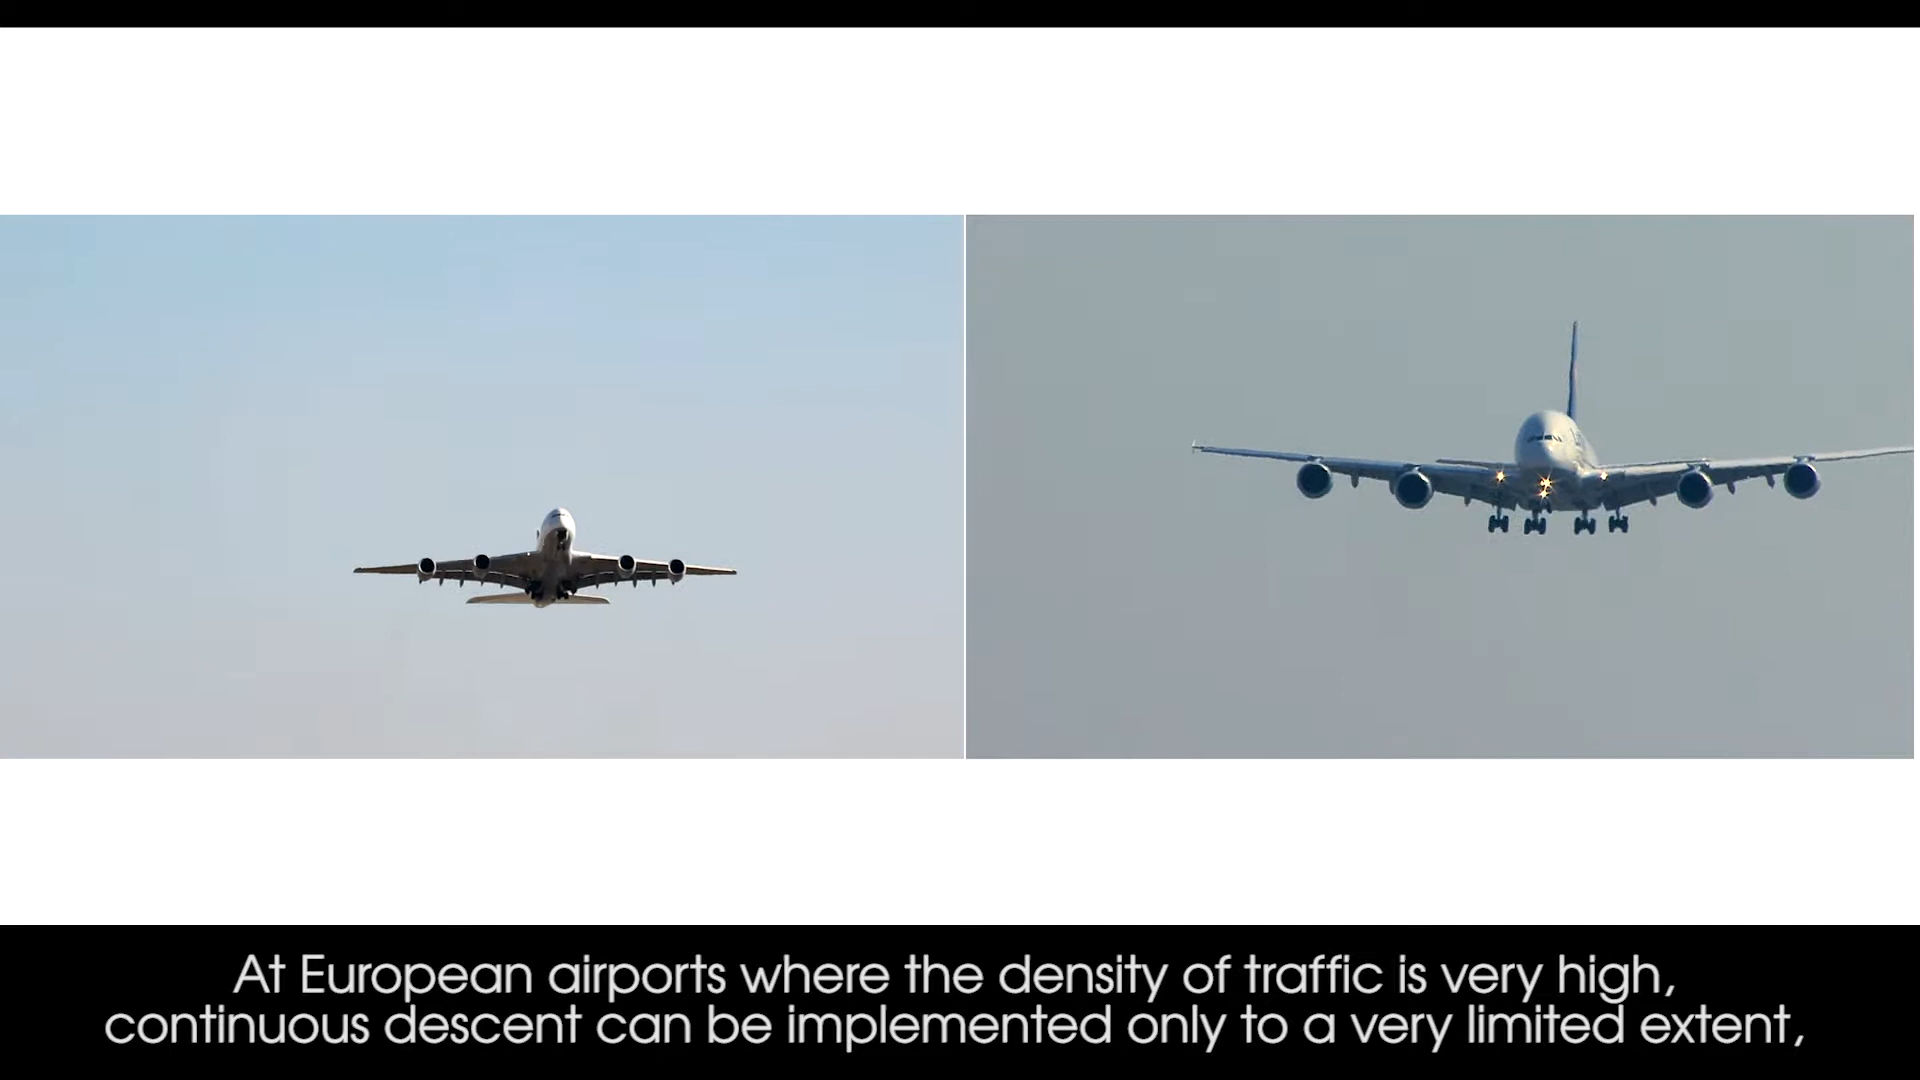 At European airports where the density of traffic is very high,
continuous descent can be implemented only to a very limited extent,